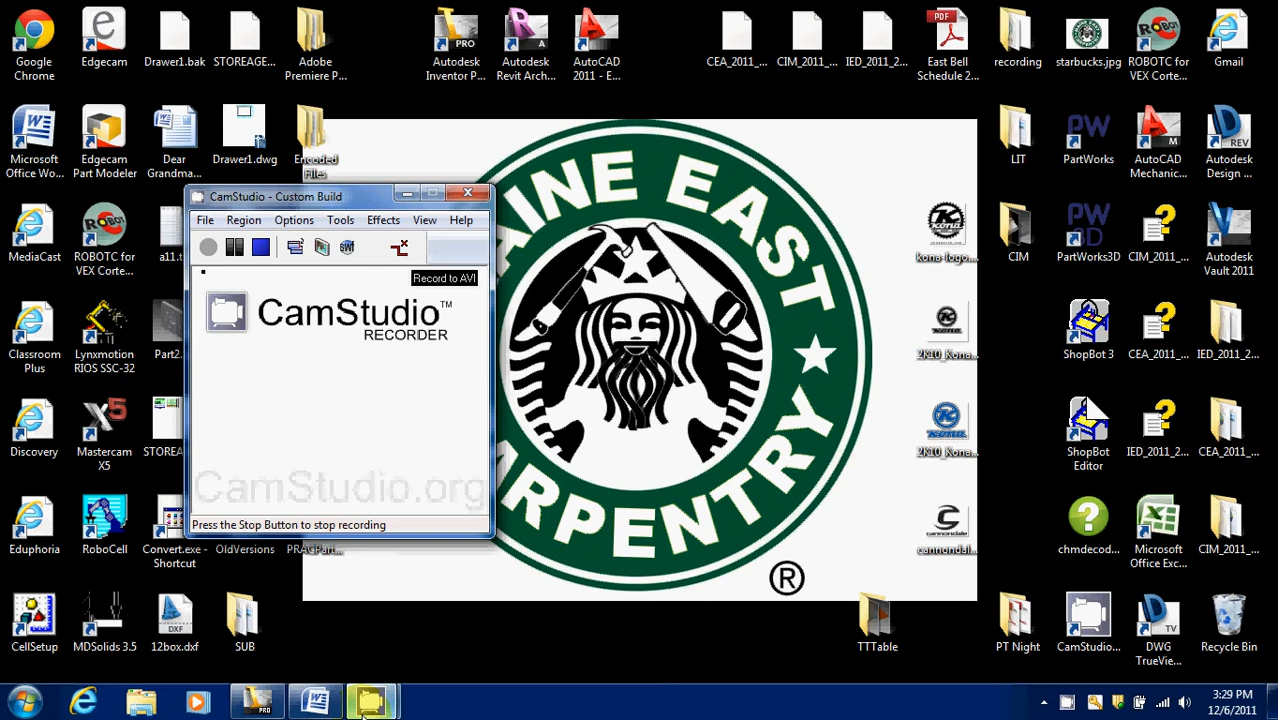 Google
Chrome
Edgecam
Drawer1.bak
STOREAGE...
Adobe
Premiere P...
Autodesk
Inventor P...
Autodesk
Revit Arch...
AutoCAD
2011 - E...
CEA_2011_...
CIM_2011_...
IED_2011_2...
East Bell
Schedule 2...
recording
starbucks.jpg
ROBOTC for
VEX Corte...
Gmail
Microsoft
Office Wo...
Edgecam
Part Modeler
Dear
Grandma...
Drawer1.dwg
Encoded
Files
LIT
PartWorks
AutoCAD
Mechanic...
Autodesk
Design ...
MediaCast
ROBOTC for
VEX Corte...
a11.
kona-logo...
CIM
PartWorks3D
CIM_2011_...
Autodesk
Vault 2011
Classroom
Plus
Lynxmotion
RIOS SSC-32
Part2.
2K10_Kona...
ShopBot 3
CEA_2011_...
IED_2011_2...
Discovery
Mastercam
X5
STOREA
2K10_Kona...
ShopBot
Editor
IED_2011_2...
CEA_2011_...
Eduphoria
RoboCell
Convert.exe -
Shortcut
OldVersions
PRAGPart...
cannondal...
chmdecod...
Microsoft
Office Exc...
CIM_2011_...
CellSetup
MDSolids 3.5
12box.dxf
SUB
TTTable
PT Night
CamStudio...
DWG
TrueVie...
Recycle Bin
CamStudio - Custom Build
File Region Options Tools Effects View Help
Record to AVI
CamStudio™
RECORDER
CamStudio.org
Press the Stop Button to stop recording
AINE EAST
ARPENTRY
®
3:29 PM
12/6/2011